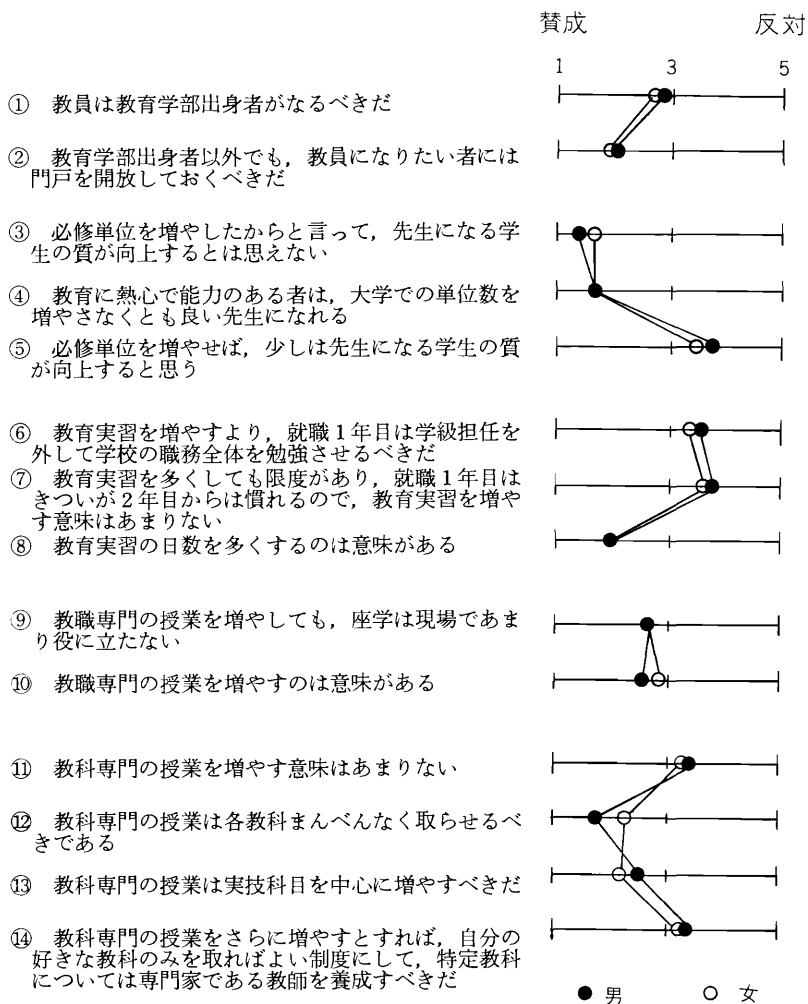 賛成 反対
1 3 5
① 教員は教育学部出身者がなるべきだ
② 教育学部出身者以外でも，教員になりたい者には
門戸を開放しておくべきだ
③ 必修単位を増やしたからと言って，先生になる学
生の質が向上するとは思えない
④ 教育に熱心で能力のある者は，大学での単位数を
増やさなくとも良い先生になれる
⑤ 必修単位を増やせば，少しは先生になる学生の質
が向上すると思う
⑥ 教育実習を増やすより，就職1年目は学級担任を
外して学校の職務全体を勉強させるべきだ
⑦ 教育実習を多くしても限度があり，就職1年目は
きついが2年目からは慣れるので，教育実習を増や
す意味はあまりない
⑧ 教育実習の日数を多くするのは意味がある
⑨ 教職専門の授業を増やしても，座学は現場であま
り役に立たない
⑩ 教職専門の授業を増やすのは意味がある
⑪ 教科専門の授業を増やす意味はあまりない
⑫ 教科専門の授業は各教科まんべんなく取らせるべ
きである
⑬ 教科専門の授業は実技科目を中心に増やすべきだ
⑭ 教科専門の授業をさらに増やすとすれば，自分の
好きな教科のみを取ればよい制度にして，特定教科
については専門家である教師を養成すべきだ
● 男 ○ 女